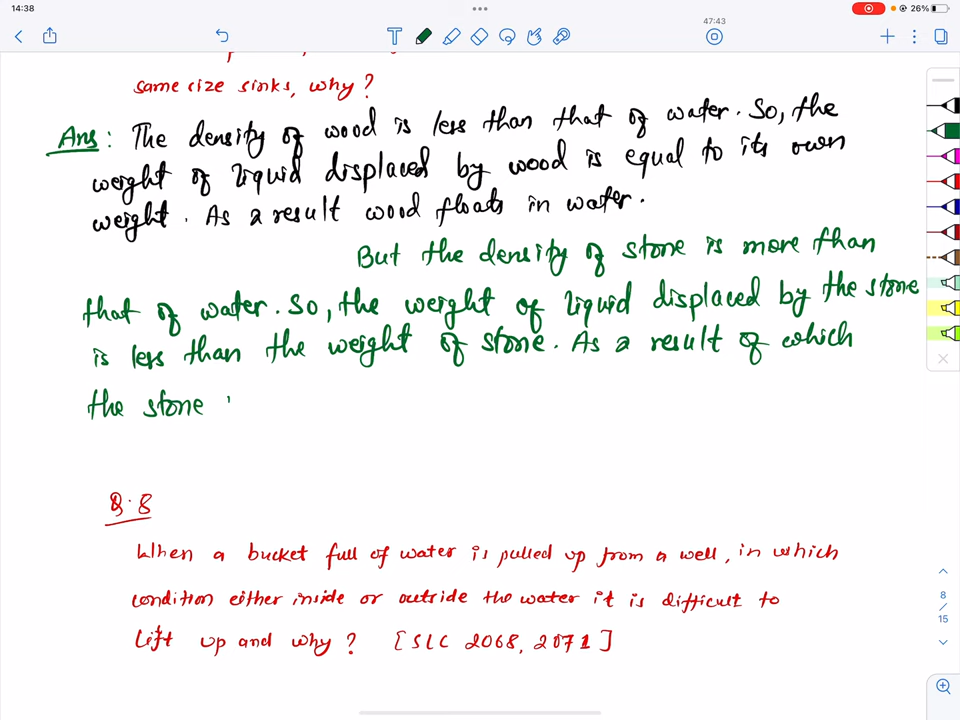 14:38
26%
47:43
same size sinks, why?
Ans: The density of wood is less than that of water. So, the
weight of liquid displaced by wood is equal to its own
weight. As a result wood floats in water.
But the density of stone is more than
that of water. So, the weight of liquid displaced by the stone
is less than the weight of stone. As a result of which
the stone
Q.8
When a bucket full of water is pulled up from a well, in which
condition either inside or outside the water it is difficult to
lift up and why? [SLC 2068, 2071]
8
/
15